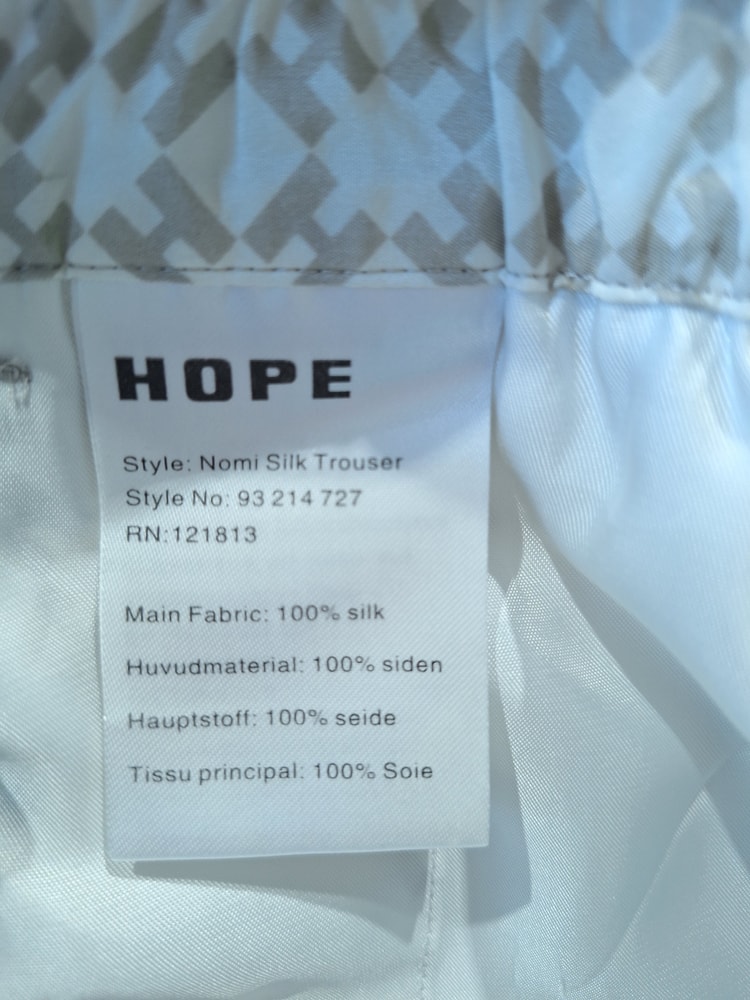 HOPE
Style: Nomi Silk Trouser
Style No: 93 214 727
RN:121813
Main Fabric: 100% silk
Huvudmaterial: 100% siden
Hauptstoff: 100% seide
Tissu principal: 100% Soie